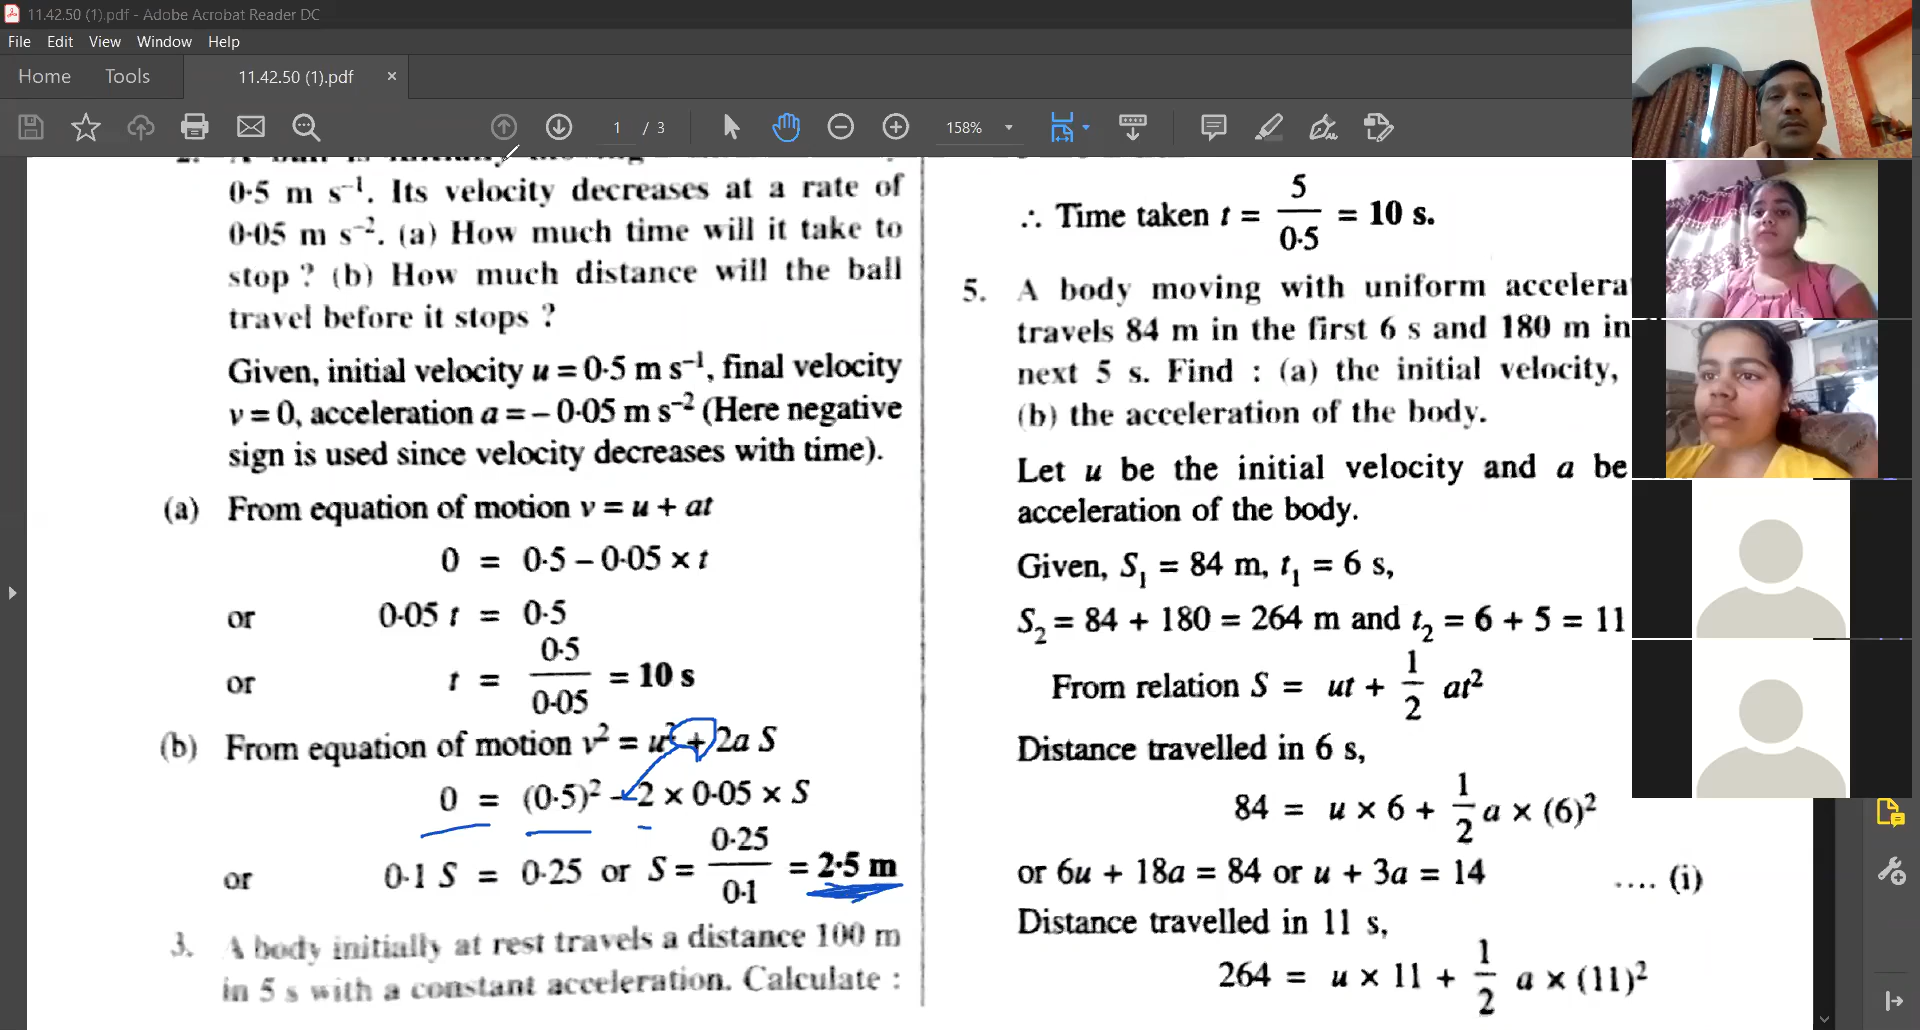 11.42.50 (1).pdf - Adobe Acrobat Reader DC
File Edit View Window Help
Home Tools 11.42.50 (1).pdf ×
1 / 3 158%
0·5 m s⁻¹. Its velocity decreases at a rate of
0·05 m s⁻². (a) How much time will it take to
stop ? (b) How much distance will the ball
travel before it stops ?
Given, initial velocity u = 0·5 m s⁻¹, final velocity
v = 0, acceleration a = – 0·05 m s⁻² (Here negative
sign is used since velocity decreases with time).
(a) From equation of motion v = u + at
0 = 0·5 – 0·05 × t
or 0·05 t = 0·5
or t = 0·5/0·05 = 10 s
(b) From equation of motion v² = u² + 2a S
0 = (0·5)² – 2 × 0·05 × S
or 0·1 S = 0·25 or S = 0·25/0·1 = 2·5 m
3. A body initially at rest travels a distance 100 m
in 5 s with a constant acceleration. Calculate :
∴ Time taken t = 5/0·5 = 10 s.
5. A body moving with uniform accelera
travels 84 m in the first 6 s and 180 m in
next 5 s. Find : (a) the initial velocity,
(b) the acceleration of the body.
Let u be the initial velocity and a be
acceleration of the body.
Given, S₁ = 84 m, t₁ = 6 s,
S₂ = 84 + 180 = 264 m and t₂ = 6 + 5 = 11
From relation S = ut + 1/2 at²
Distance travelled in 6 s,
84 = u × 6 + 1/2 a × (6)²
or 6u + 18a = 84 or u + 3a = 14 .... (i)
Distance travelled in 11 s,
264 = u × 11 + 1/2 a × (11)²